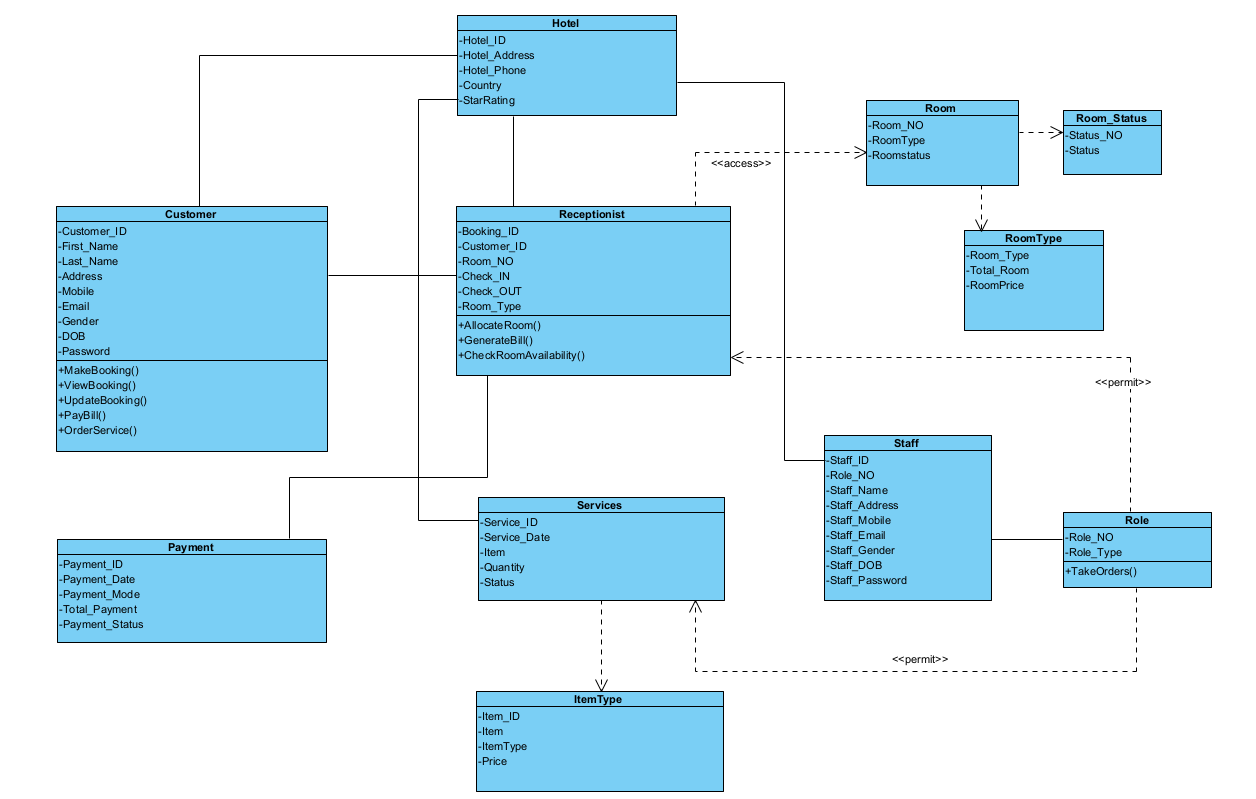 Hotel
-Hotel_ID
-Hotel_Address
-Hotel_Phone
-Country
-StarRating
Room
-Room_NO
-RoomType
-Roomstatus
Room_Status
-Status_NO
-Status
<<access>>
Customer
-Customer_ID
-First_Name
-Last_Name
-Address
-Mobile
-Email
-Gender
-DOB
-Password
+MakeBooking()
+ViewBooking()
+UpdateBooking()
+PayBill()
+OrderService()
Receptionist
-Booking_ID
-Customer_ID
-Room_NO
-Check_IN
-Check_OUT
-Room_Type
+AllocateRoom()
+GenerateBill()
+CheckRoomAvailability()
RoomType
-Room_Type
-Total_Room
-RoomPrice
<<permit>>
Staff
-Staff_ID
-Role_NO
-Staff_Name
-Staff_Address
-Staff_Mobile
-Staff_Email
-Staff_Gender
-Staff_DOB
-Staff_Password
Role
-Role_NO
-Role_Type
+TakeOrders()
Services
-Service_ID
-Service_Date
-Item
-Quantity
-Status
Payment
-Payment_ID
-Payment_Date
-Payment_Mode
-Total_Payment
-Payment_Status
<<permit>>
ItemType
-Item_ID
-Item
-ItemType
-Price